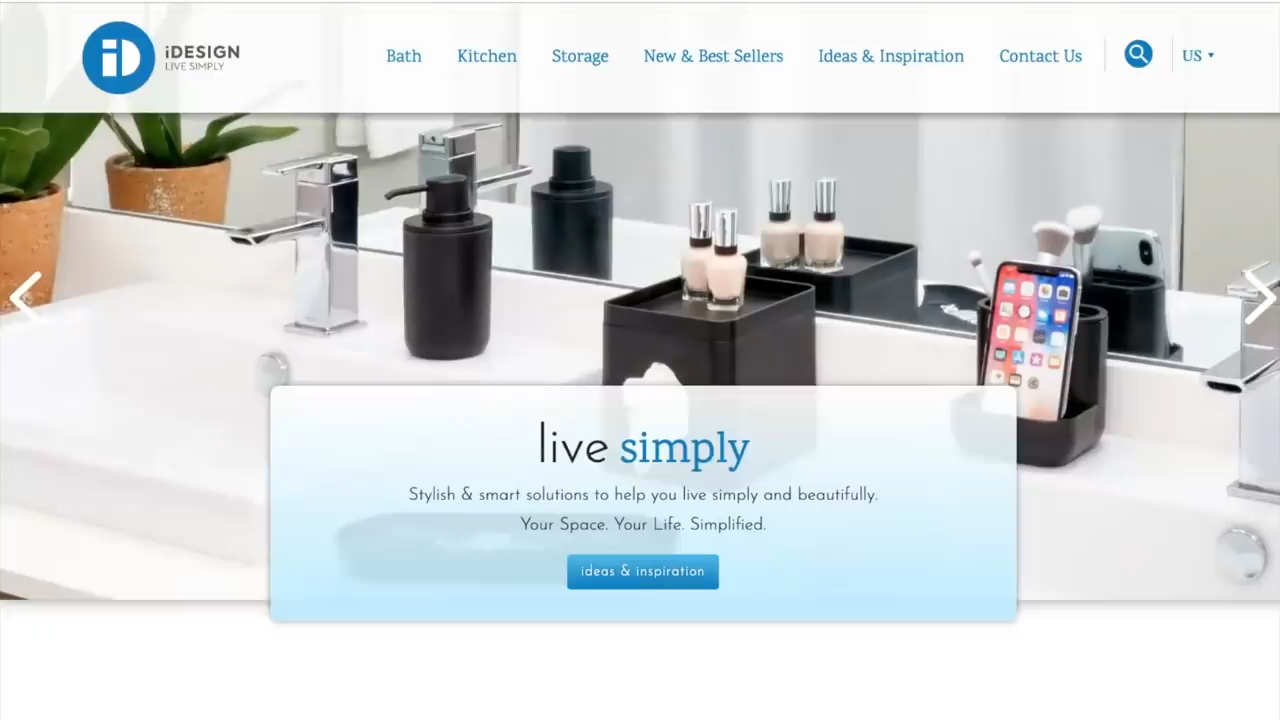 iD
iDESIGN
LIVE SIMPLY
Bath
Kitchen
Storage
New & Best Sellers
Ideas & Inspiration
Contact Us
US
live simply
Stylish & smart solutions to help you live simply and beautifully.
Your Space. Your Life. Simplified.
ideas & inspiration